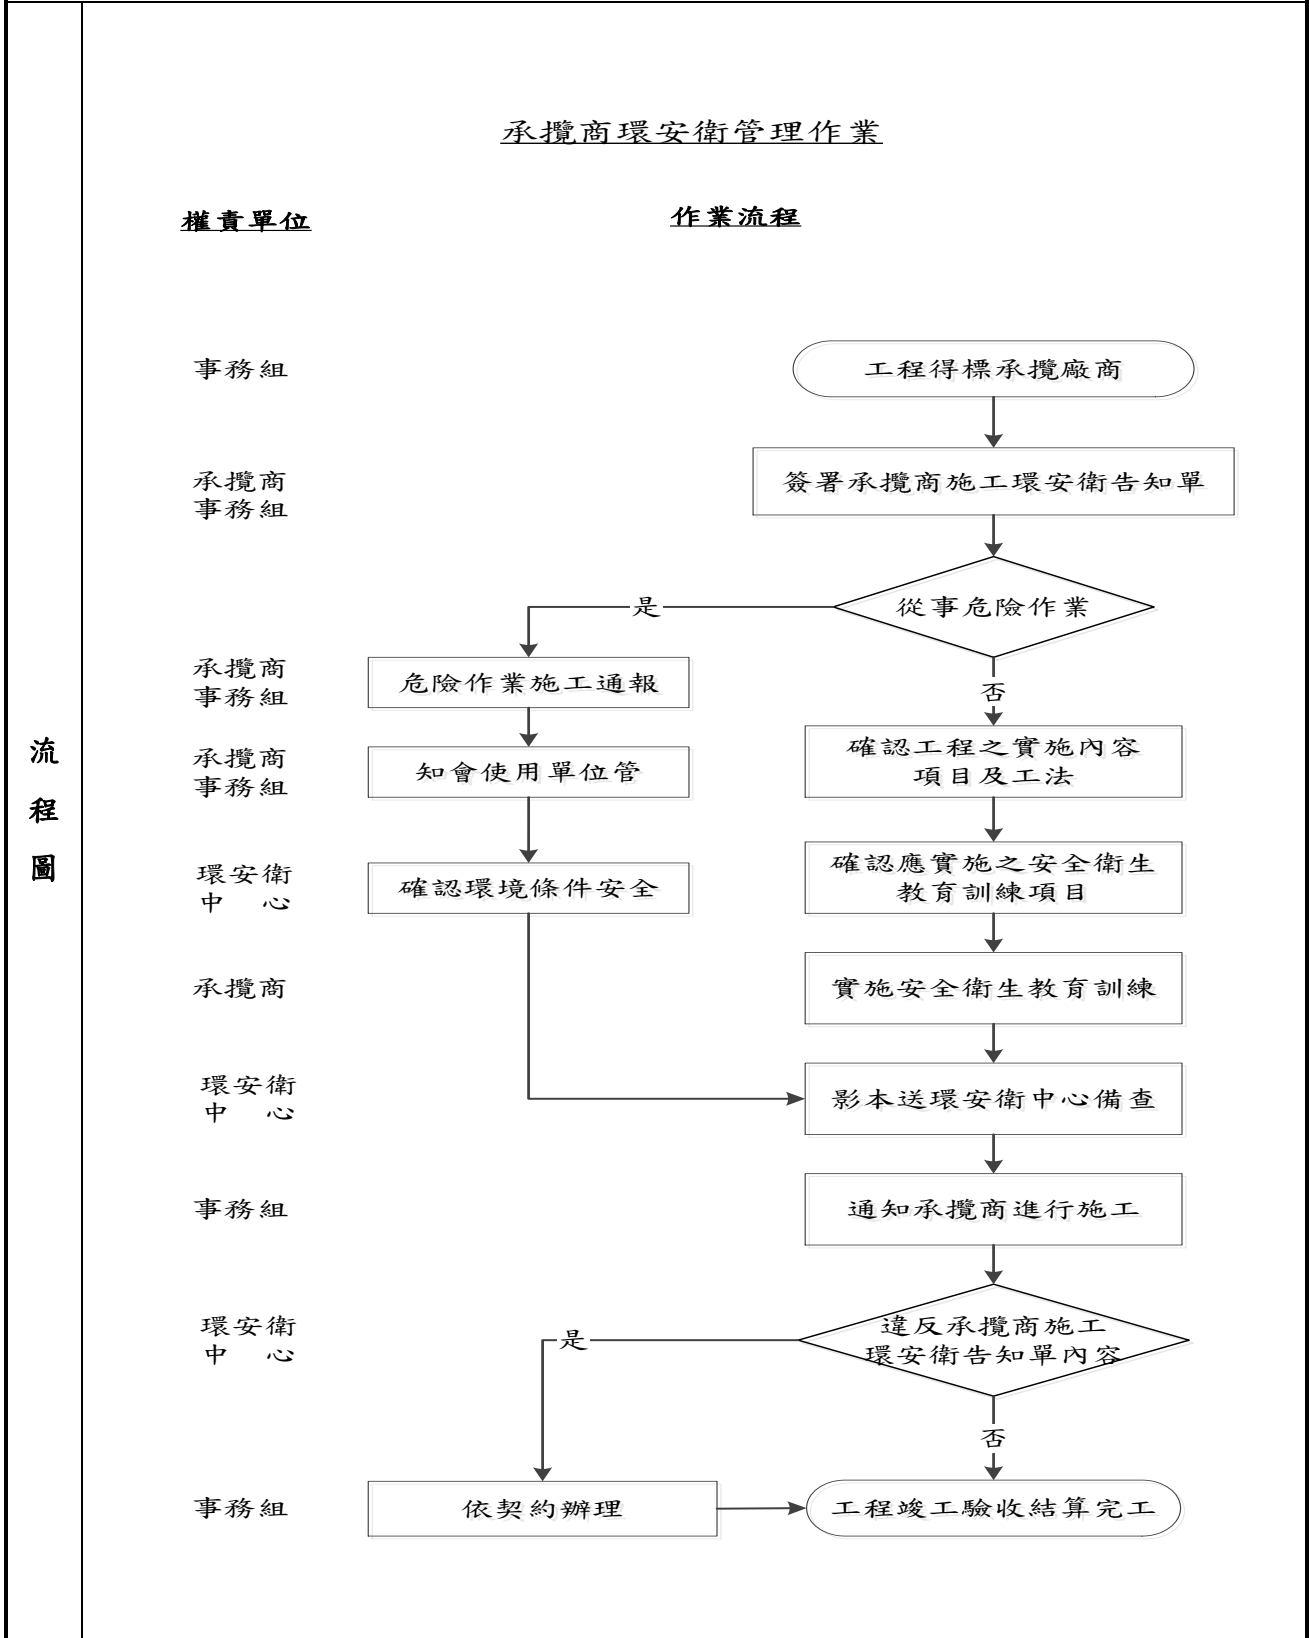 承攬商環安衛管理作業
權責單位
作業流程
事務組
工程得標承攬廠商
承攬商
事務組
簽署承攬商施工環安衛告知單
從事危險作業
是
否
承攬商
事務組
危險作業施工通報
確認工程之實施內容
項目及工法
承攬商
事務組
知會使用單位管
流
程
圖
環安衛
中 心
確認環境條件安全
確認應實施之安全衛生
教育訓練項目
承攬商
實施安全衛生教育訓練
環安衛
中 心
影本送環安衛中心備查
事務組
通知承攬商進行施工
環安衛
中 心
違反承攬商施工
環安衛告知單內容
是
否
事務組
依契約辦理
工程竣工驗收結算完工